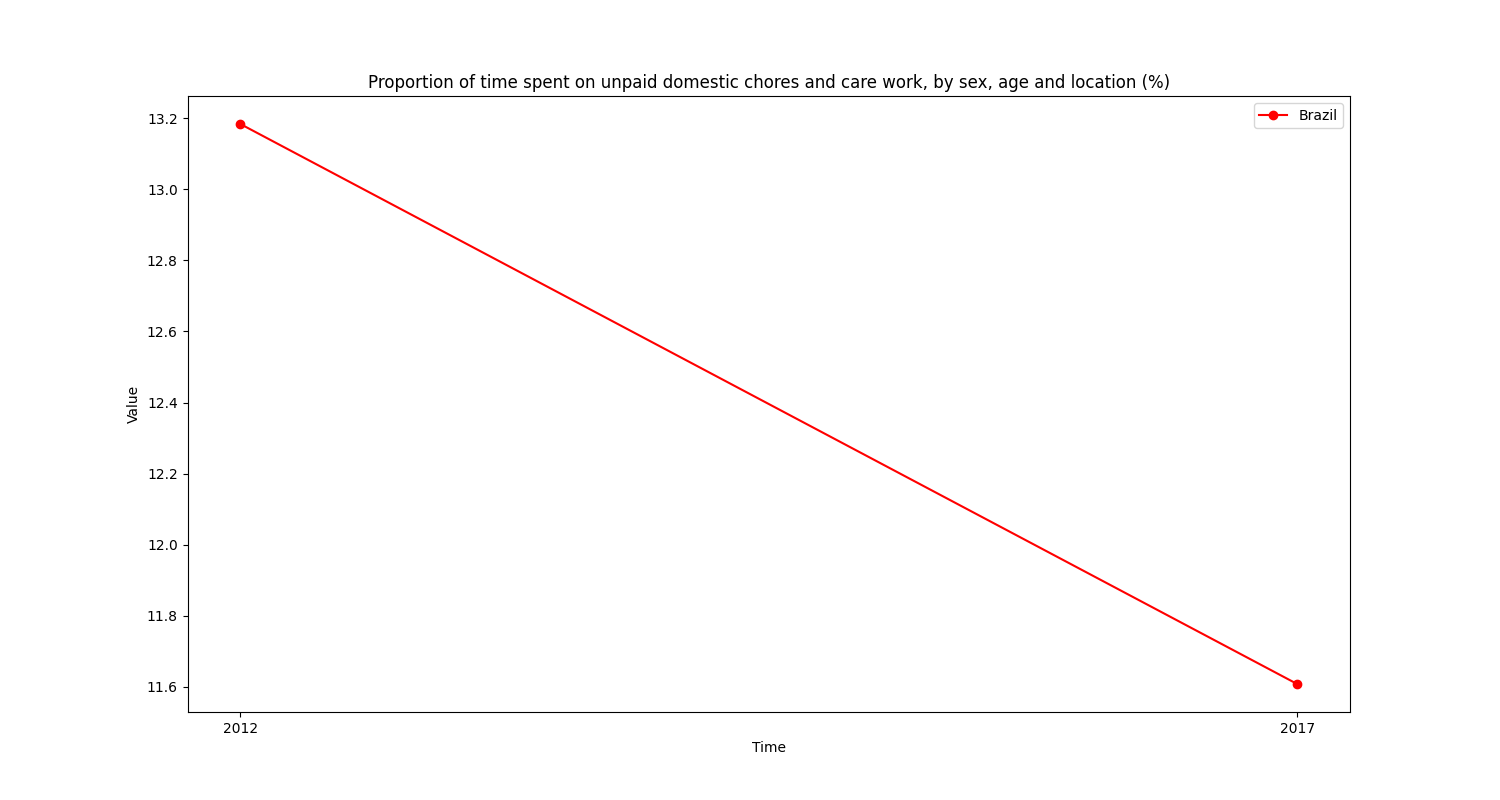 Proportion of time spent on unpaid domestic chores and care work, by sex, age and location (%)
Brazil
13.2
13.0
12.8
12.6
12.4
12.2
12.0
11.8
11.6
Value
2012 2017
Time